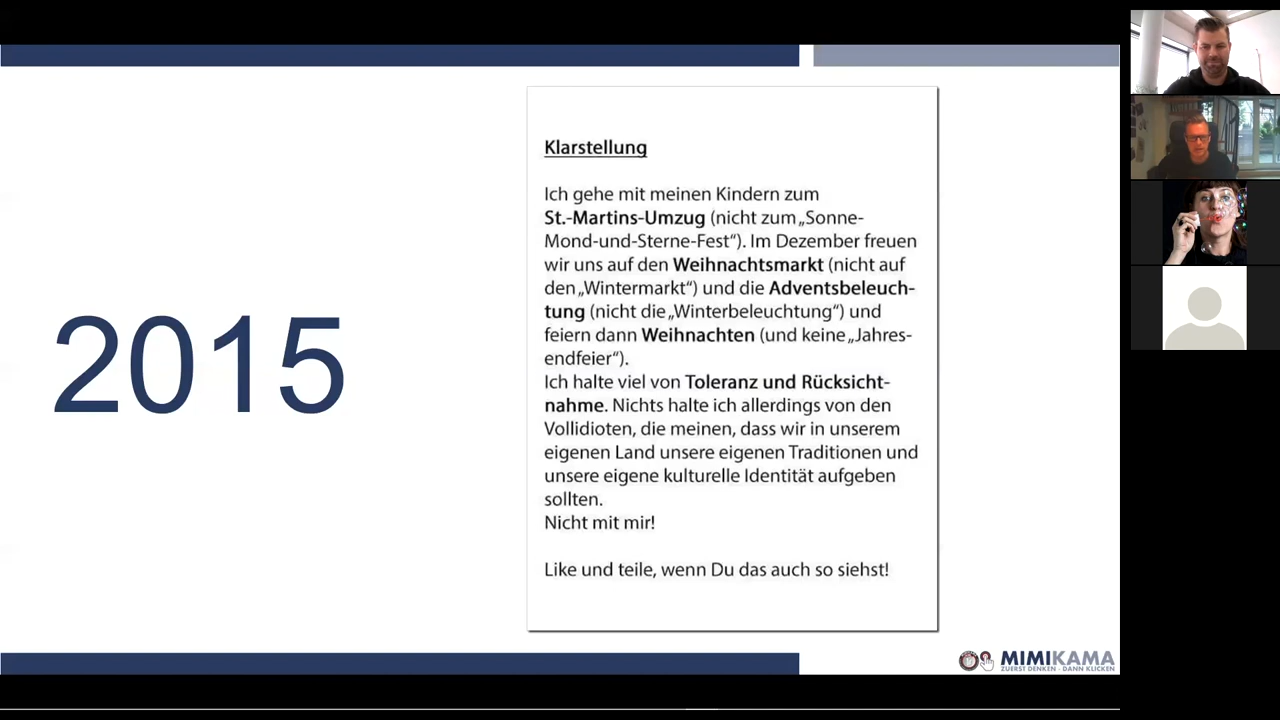 2015
Klarstellung
Ich gehe mit meinen Kindern zum
St.-Martins-Umzug (nicht zum „Sonne-
Mond-und-Sterne-Fest“). Im Dezember freuen
wir uns auf den Weihnachtsmarkt (nicht auf
den „Wintermarkt“) und die Adventsbeleuch-
tung (nicht die „Winterbeleuchtung“) und
feiern dann Weihnachten (und keine „Jahres-
endfeier“).
Ich halte viel von Toleranz und Rücksicht-
nahme. Nichts halte ich allerdings von den
Vollidioten, die meinen, dass wir in unserem
eigenen Land unsere eigenen Traditionen und
unsere eigene kulturelle Identität aufgeben
sollten.
Nicht mit mir!
Like und teile, wenn Du das auch so siehst!
MIMIKAMA
ZUERST DENKEN - DANN KLICKEN